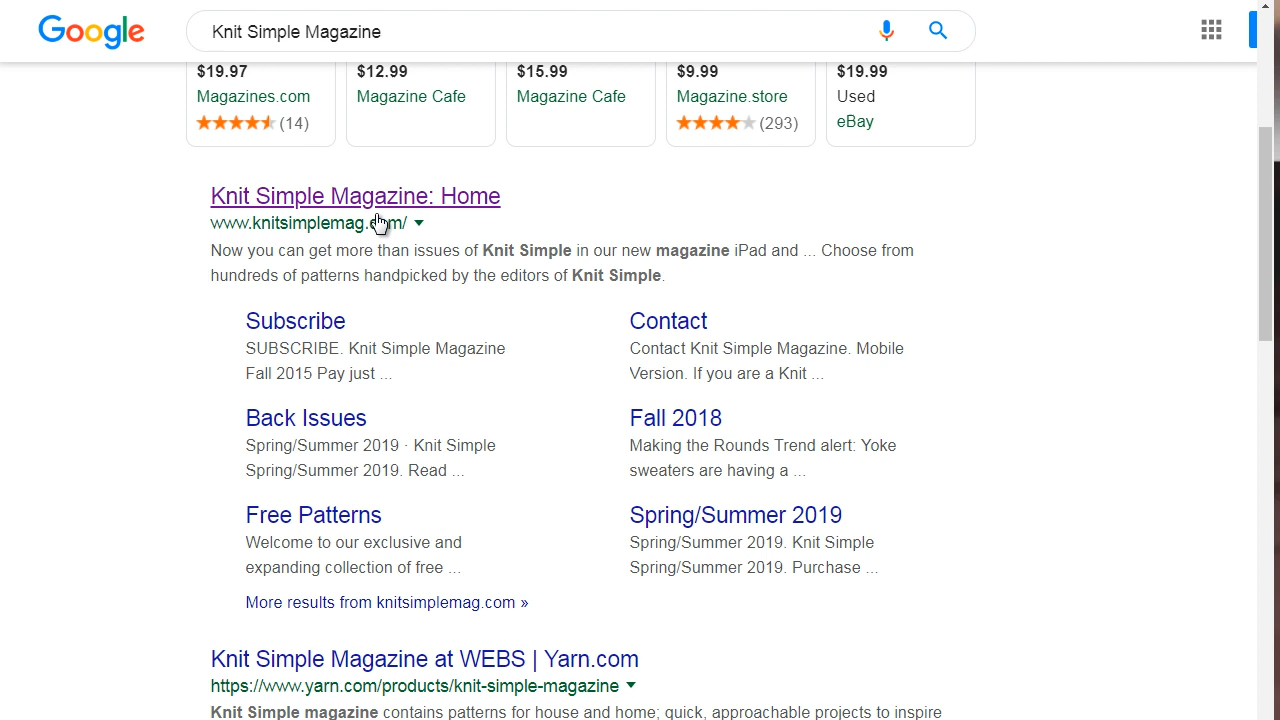 Google
Knit Simple Magazine
$19.97 $12.99 $15.99 $9.99 $19.99
Magazines.com Magazine Cafe Magazine Cafe Magazine.store Used
(14) (293) eBay
Knit Simple Magazine: Home
www.knitsimplemag.com/
Now you can get more than issues of Knit Simple in our new magazine iPad and ... Choose from
hundreds of patterns handpicked by the editors of Knit Simple.
Subscribe
SUBSCRIBE. Knit Simple Magazine
Fall 2015 Pay just ...
Contact
Contact Knit Simple Magazine. Mobile
Version. If you are a Knit ...
Back Issues
Spring/Summer 2019 · Knit Simple
Spring/Summer 2019. Read ...
Fall 2018
Making the Rounds Trend alert: Yoke
sweaters are having a ...
Free Patterns
Welcome to our exclusive and
expanding collection of free ...
Spring/Summer 2019
Spring/Summer 2019. Knit Simple
Spring/Summer 2019. Purchase ...
More results from knitsimplemag.com »
Knit Simple Magazine at WEBS | Yarn.com
https://www.yarn.com/products/knit-simple-magazine
Knit Simple magazine contains patterns for house and home; quick, approachable projects to inspire